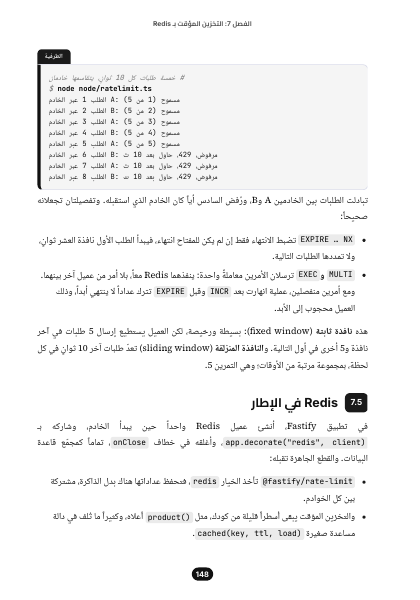 الفصل 7: التخزين المؤقت بـ Redis
الطرفية
# خمسة طلبات كل 10 ثوانٍ، يتقاسمها خادمان
$ node node/ratelimit.ts
الطلب 1 عبر الخادم A: مسموح (1 من 5)
الطلب 2 عبر الخادم B: مسموح (2 من 5)
الطلب 3 عبر الخادم A: مسموح (3 من 5)
الطلب 4 عبر الخادم B: مسموح (4 من 5)
الطلب 5 عبر الخادم A: مسموح (5 من 5)
الطلب 6 عبر الخادم B: مرفوض، 429، حاول بعد 10 ث
الطلب 7 عبر الخادم A: مرفوض، 429، حاول بعد 10 ث
الطلب 8 عبر الخادم B: مرفوض، 429، حاول بعد 10 ث
تبادلت الطلبات بين الخادمين A وB، ورُفض السادس أياً كان الخادم الذي استقبله. وتفصيلتان تجعلانه
صحيحاً:
• EXPIRE … NX تضبط الانتهاء فقط إن لم يكن للمفتاح انتهاء، فيبدأ الطلب الأول نافذة العشر ثوانٍ،
ولا تمددها الطلبات التالية.
• MULTI و EXEC ترسلان الأمرين معاملةً واحدة: ينفذهما Redis معاً، بلا أمر من عميل آخر بينهما.
ومع أمرين منفصلين، عملية انهارت بعد INCR وقبل EXPIRE تترك عداداً لا ينتهي أبداً، وذلك
العميل محجوب إلى الأبد.
هذه نافذة ثابتة (fixed window): بسيطة ورخيصة، لكن العميل يستطيع إرسال 5 طلبات في آخر
نافذة و5 أخرى في أول التالية. والنافذة المنزلقة (sliding window) تعدّ طلبات آخر 10 ثوانٍ في كل
لحظة، بمجموعة مرتبة من الأوقات؛ وهي التمرين 5.
7.5 Redis في الإطار
في تطبيق Fastify، أنشئ عميل Redis واحداً حين يبدأ الخادم، وشاركه بـ
app.decorate("redis", client)، وأغلقه في خطاف onClose، تماماً كمجمّع قاعدة
البيانات. والقطع الجاهزة تقبله:
• @fastify/rate-limit تأخذ الخيار redis، فتحفظ عداداتها هناك بدل الذاكرة، مشتركة
بين كل الخوادم.
• والتخزين المؤقت يبقى أسطراً قليلة من كودك، مثل product() أعلاه، وكثيراً ما تُلف في دالة
مساعدة صغيرة cached(key, ttl, load).
148